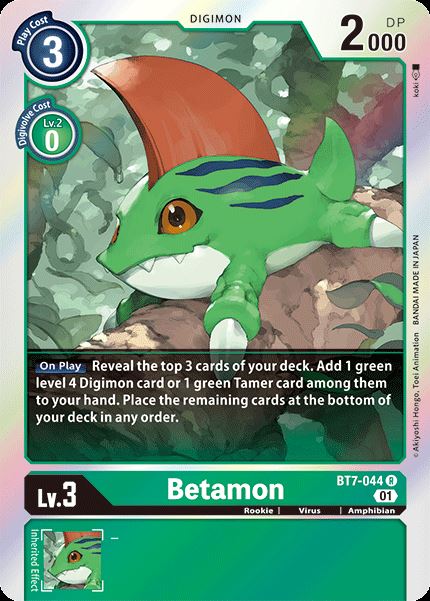 Play Cost
3
DIGIMON
DP
2000
Digivolve Cost
Lv.2
0
koki
© Akiyoshi Hongo, Toei Animation BANDAI MADE IN JAPAN
On Play Reveal the top 3 cards of your deck. Add 1 green
level 4 Digimon card or 1 green Tamer card among them
to your hand. Place the remaining cards at the bottom of
your deck in any order.
Lv.3
Betamon
BT7-044 R
01
Rookie | Virus | Amphibian
Inherited Effect
–